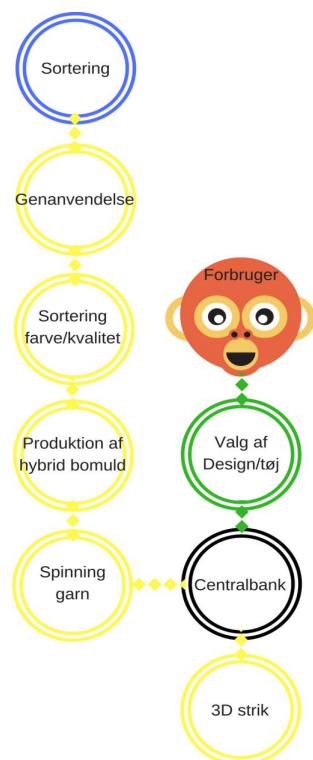 Sortering
Genanvendelse
Sortering
farve/kvalitet
Produktion af
hybrid bomuld
Spinning
garn
Forbruger
Valg af
Design/tøj
Centralbank
3D strik